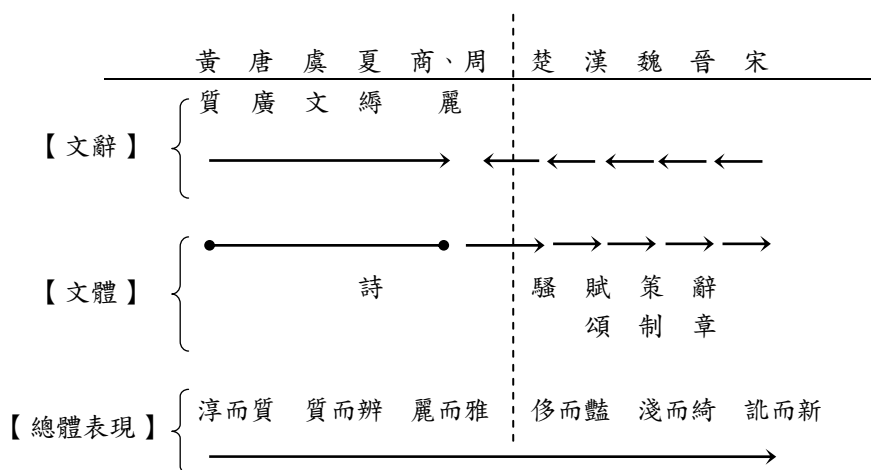 黃 唐 虞 夏 商、周 楚 漢 魏 晉 宋
質 廣 文 縟 麗
【文辭】
【文體】
詩 騷 賦 策 辭
頌 制 章
【總體表現】
淳而質 質而辨 麗而雅 侈而豔 淺而綺 訛而新